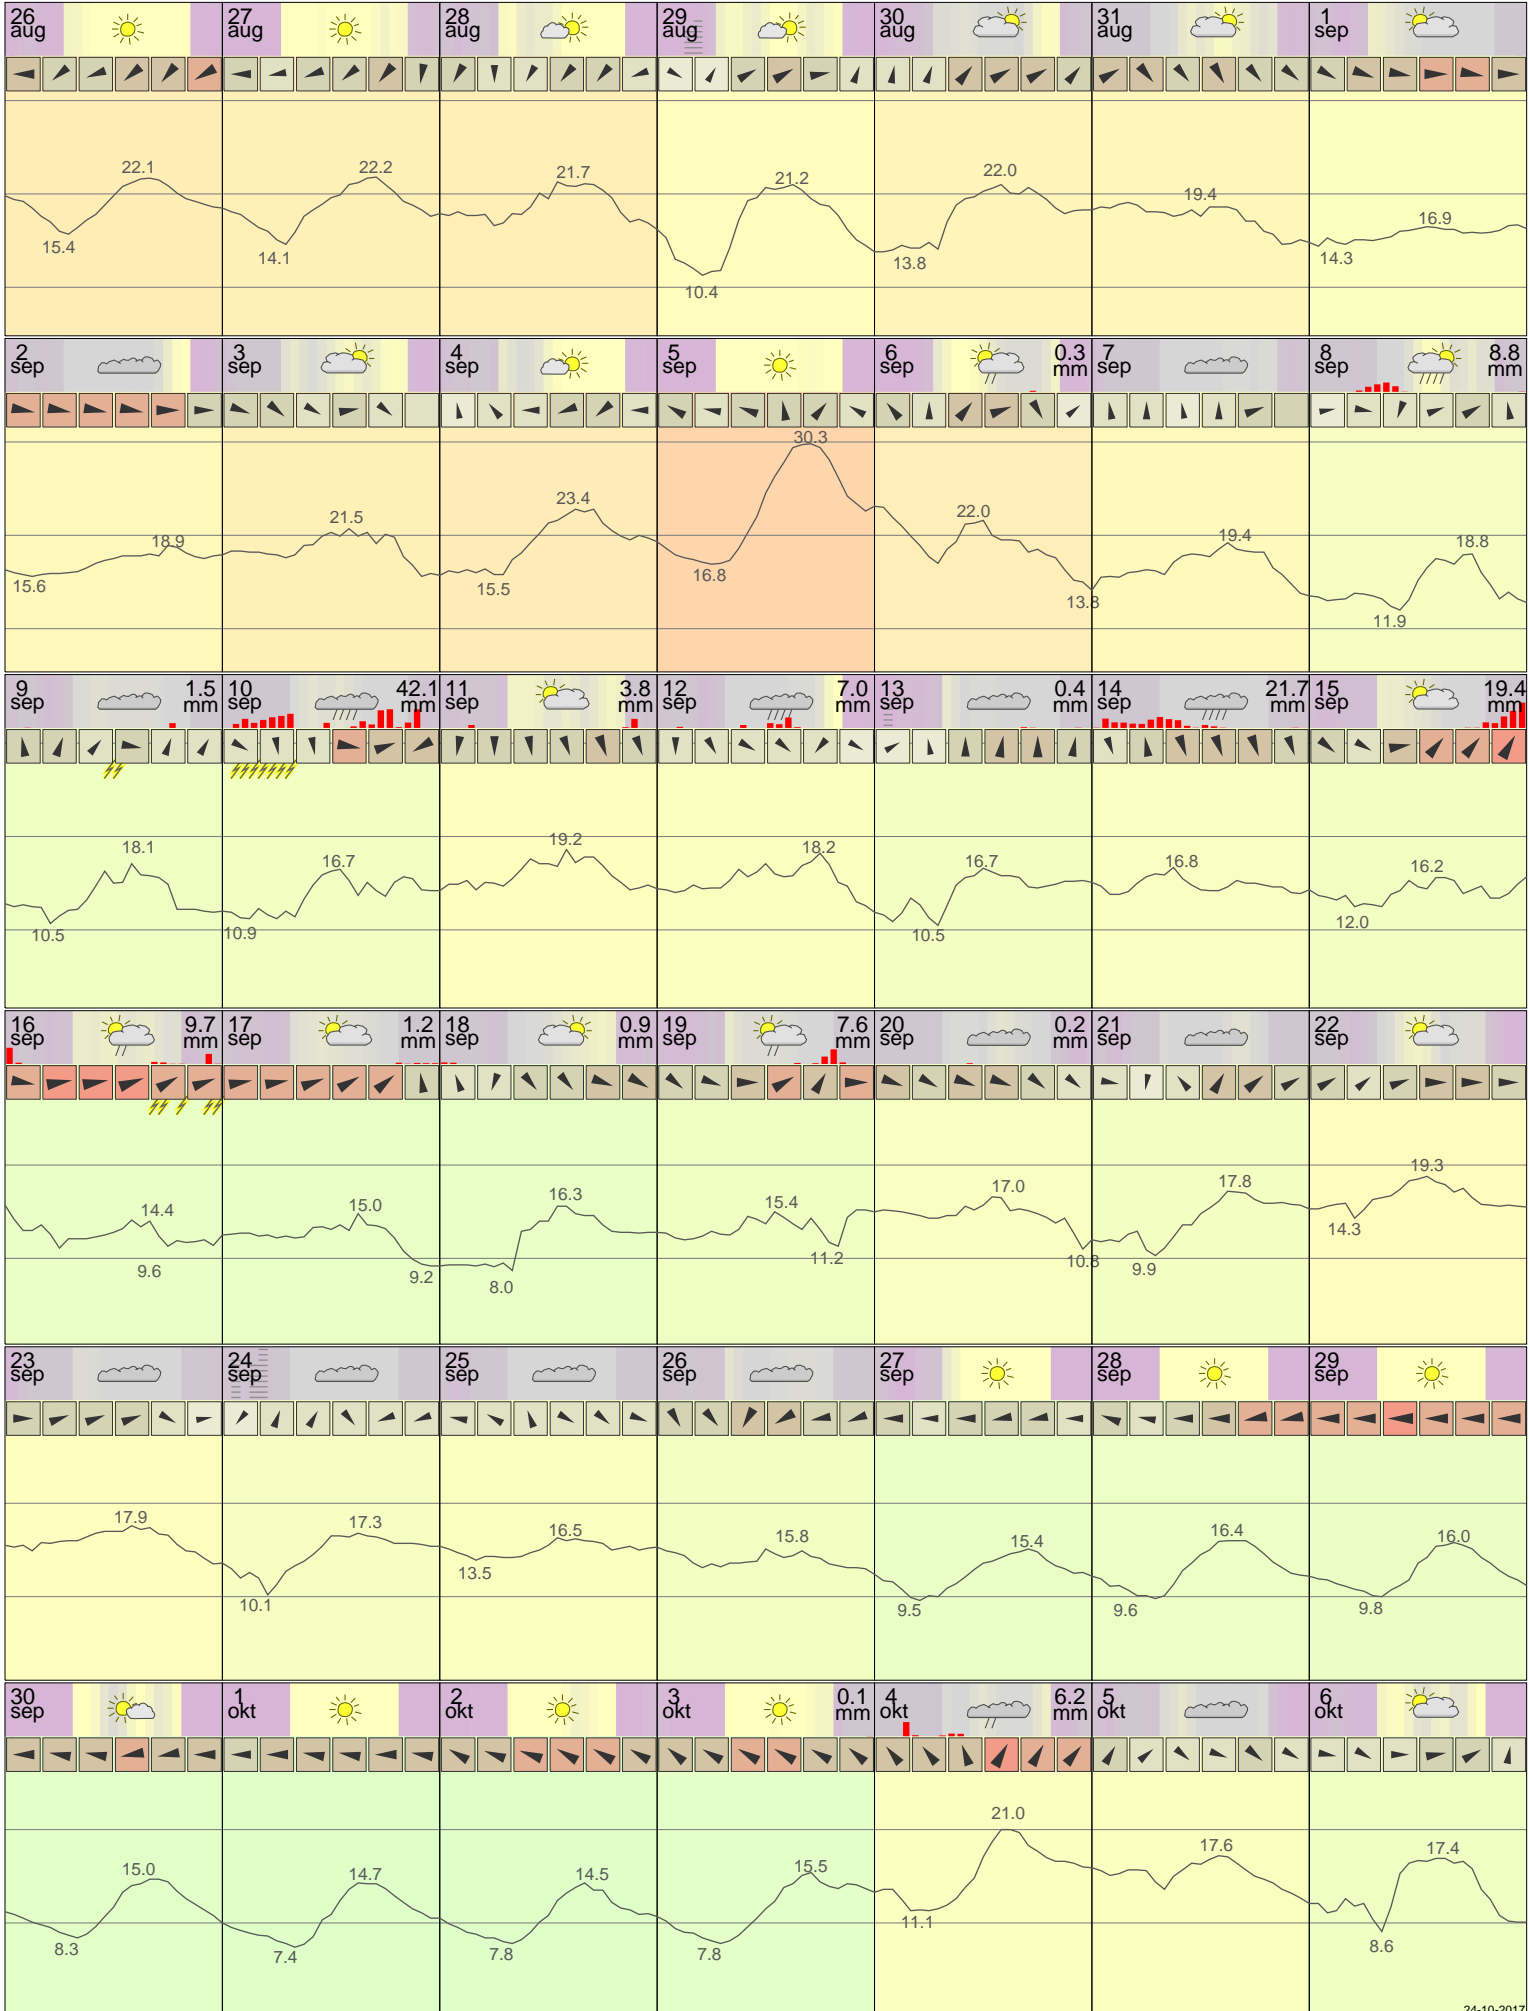 26 27 28 29 30 31 1
aug aug aug aug aug aug sep
22.1 22.2 21.7 21.2 22.0 19.4 16.9
15.4 14.1 10.4 13.8 14.3
2 3 4 5 6 0.3 7 8 8.8
sep sep sep sep sep mm sep sep mm
18.9 21.5 23.4 30.3 22.0 19.4 18.8
15.6 15.5 16.8 13.8 11.9
9 1.5 10 42.1 11 3.8 12 7.0 13 0.4 14 21.7 15 19.4
sep mm sep mm sep mm sep mm sep mm sep mm sep mm
18.1 16.7 19.2 18.2 16.7 16.8 16.2
10.5 10.9 10.5 12.0
16 9.7 17 1.2 18 0.9 19 7.6 20 0.2 21 22
sep mm sep mm sep mm sep mm sep mm sep sep
14.4 15.0 16.3 15.4 17.0 17.8 19.3
9.6 9.2 8.0 11.2 10.8 9.9 14.3
23 24 25 26 27 28 29
sep sep sep sep sep sep sep
17.9 17.3 16.5 15.8 15.4 16.4 16.0
10.1 13.5 9.5 9.6 9.8
30 1 2 3 0.1 4 6.2 5 6
sep okt okt okt mm okt mm okt okt
15.0 14.7 14.5 15.5 21.0 17.6 17.4
8.3 7.4 7.8 7.8 11.1 8.6
24-10-2017